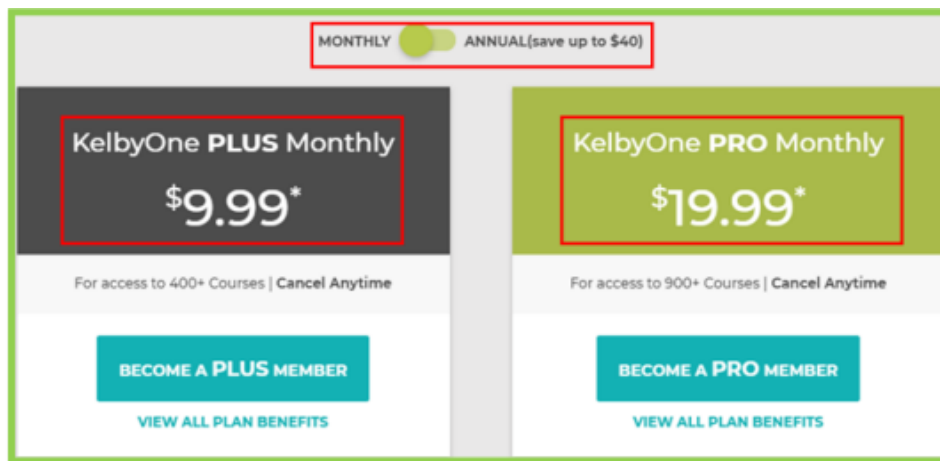 MONTHLY ANNUAL(save up to $40)
KelbyOne PLUS Monthly
$9.99*
For access to 400+ Courses | Cancel Anytime
BECOME A PLUS MEMBER
VIEW ALL PLAN BENEFITS
KelbyOne PRO Monthly
$19.99*
For access to 900+ Courses | Cancel Anytime
BECOME A PRO MEMBER
VIEW ALL PLAN BENEFITS